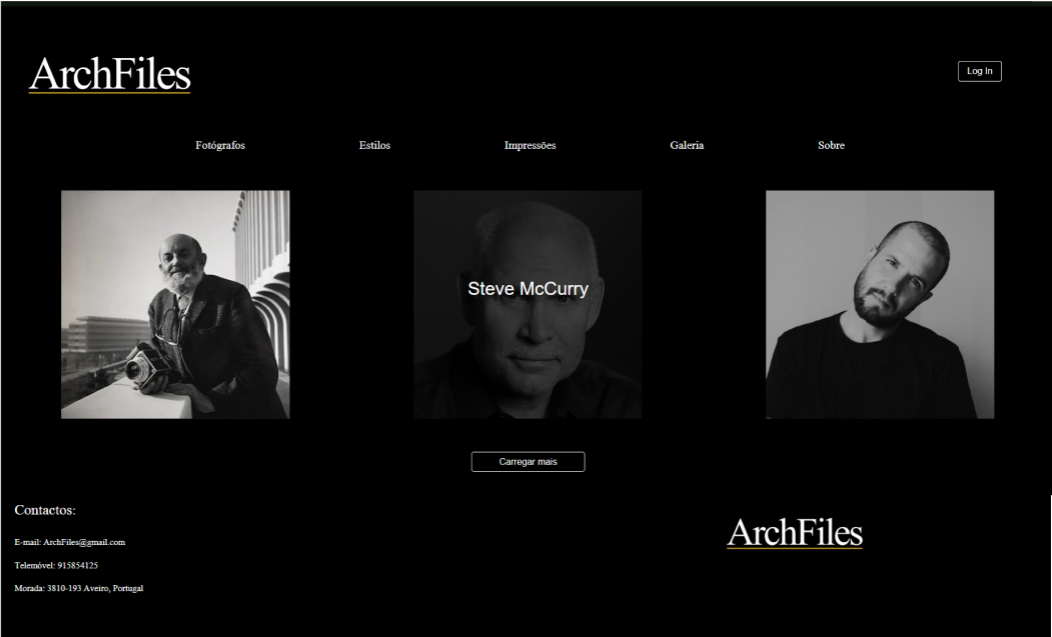 ArchFiles
Log In
Fotógrafos Estilos Impressões Galeria Sobre
Steve McCurry
Carregar mais
Contactos:
E-mail: ArchFiles@gmail.com
Telemóvel: 915854125
Morada: 3810-193 Aveiro, Portugal
ArchFiles